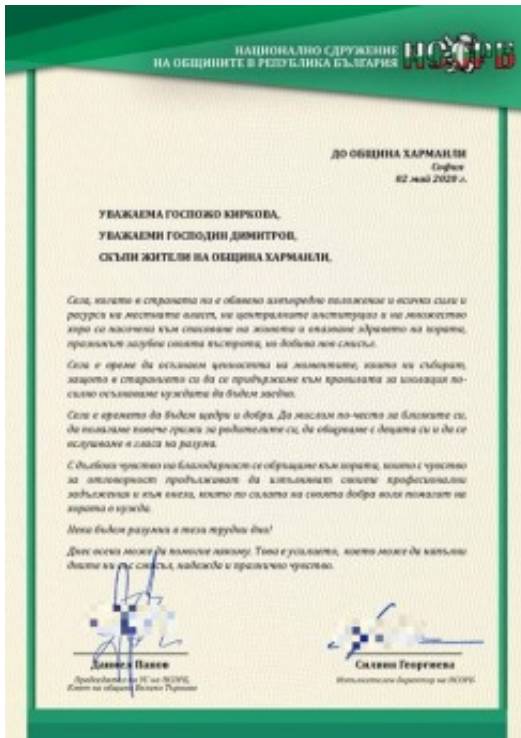 НАЦИОНАЛНО СДРУЖЕНИЕ
НА ОБЩИНИТЕ В РЕПУБЛИКА БЪЛГАРИЯ
НСОРБ
ДО ОБЩИНА ХАРМАНЛИ
София
02 май 2020 г.
УВАЖАЕМА ГОСПОЖО КИРКОВА,
УВАЖАЕМИ ГОСПОДИН ДИМИТРОВ,
СКЪПИ ЖИТЕЛИ НА ОБЩИНА ХАРМАНЛИ,
Сега, когато в страната ни е обявено извънредно положение и всички сили и
ресурси на местната власт, на централните институции и на множество
хора са насочени към спасяване на живота и опазване здравето на хората,
празникът загубва своята пъстрота, но добива нов смисъл.
Сега е време да осъзнаем ценността на моментите, които ни събират,
защото в старанието си да се придържаме към правилата за изолация по-
силно осъзнаваме нуждата да бъдем заедно.
Сега е времето да бъдем щедри и добри. Да мислим по-често за близките си,
да полагаме повече грижи за родителите си, да общуваме с децата си и да се
вслушваме в гласа на разума.
С дълбоко чувство на благодарност се обръщаме към хората, които с чувство
за отговорност продължават да изпълняват своите професионални
задължения и към онези, които по силата на своята добра воля помагат на
хората в нужда.
Нека бъдем разумни в тези трудни дни!
Днес всеки може да помогне някому. Това е усилието, което може да напълни
дните ни със смисъл, надежда и празнично чувство.
Даниел Панов
Председател на УС на НСОРБ,
Кмет на община Велико Търново
Силвия Георгиева
Изпълнителен директор на НСОРБ